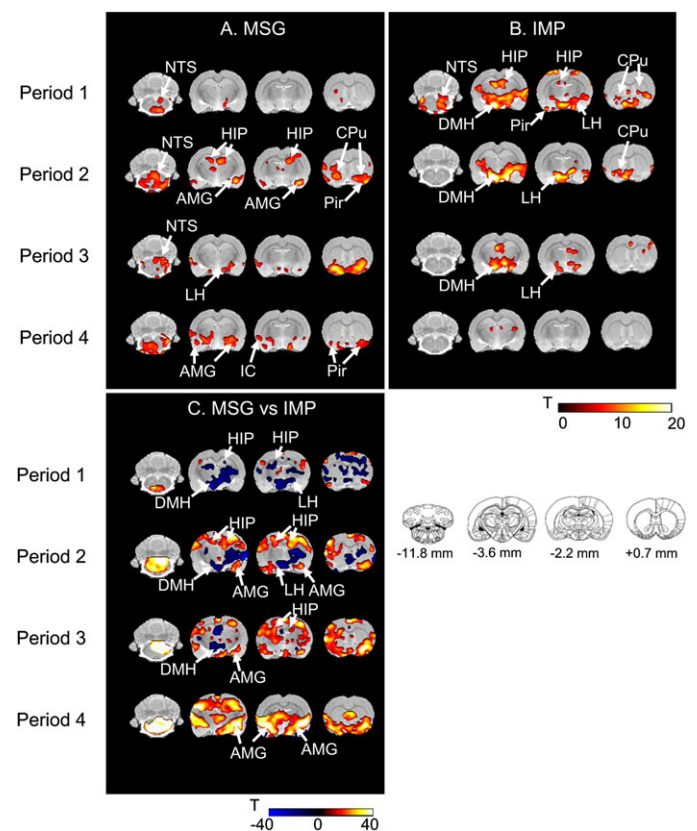 A. MSG
NTS
Period 1
NTS
HIP
HIP
CPu
Period 2
AMG
AMG
Pir
NTS
Period 3
LH
Period 4
AMG
IC
Pir
B. IMP
NTS
HIP
HIP
CPu
DMH
Pir
LH
CPu
DMH
LH
DMH
LH
T
0 10 20
C. MSG vs IMP
HIP
HIP
Period 1
DMH
LH
HIP
HIP
Period 2
DMH
AMG
LH
AMG
HIP
Period 3
DMH
AMG
Period 4
AMG
AMG
T
-40 0 40
-11.8 mm -3.6 mm -2.2 mm +0.7 mm